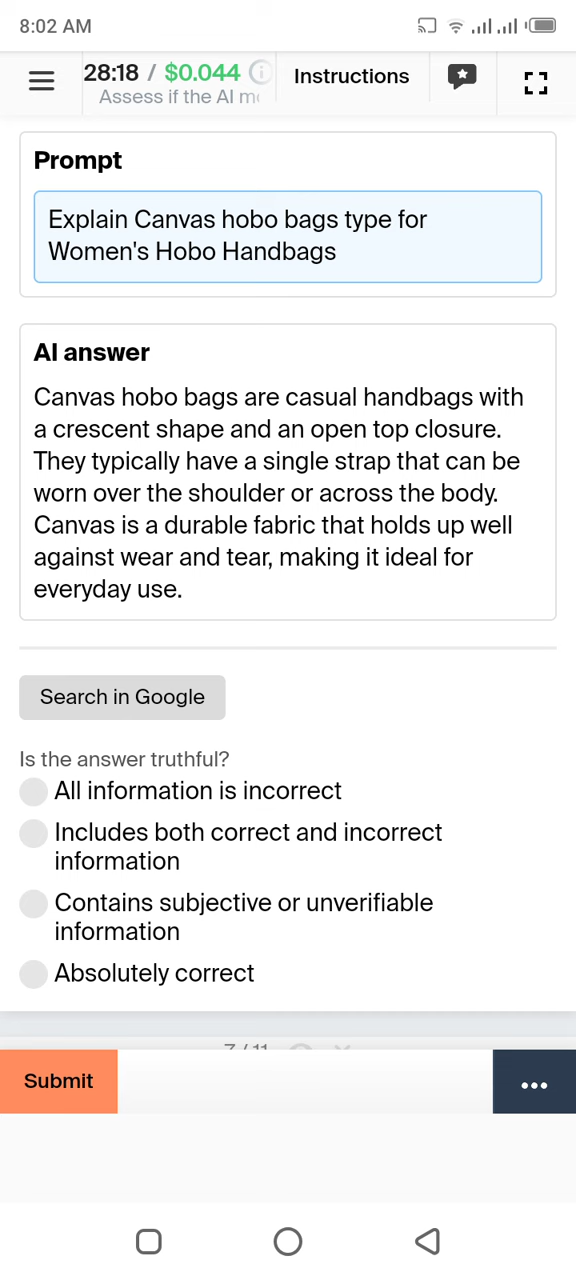 8:02 AM
28:18 / $0.044
Instructions
Assess if the AI m
Prompt
Explain Canvas hobo bags type for
Women's Hobo Handbags
AI answer
Canvas hobo bags are casual handbags with
a crescent shape and an open top closure.
They typically have a single strap that can be
worn over the shoulder or across the body.
Canvas is a durable fabric that holds up well
against wear and tear, making it ideal for
everyday use.
Search in Google
Is the answer truthful?
All information is incorrect
Includes both correct and incorrect
information
Contains subjective or unverifiable
information
Absolutely correct
7 / 11
Submit